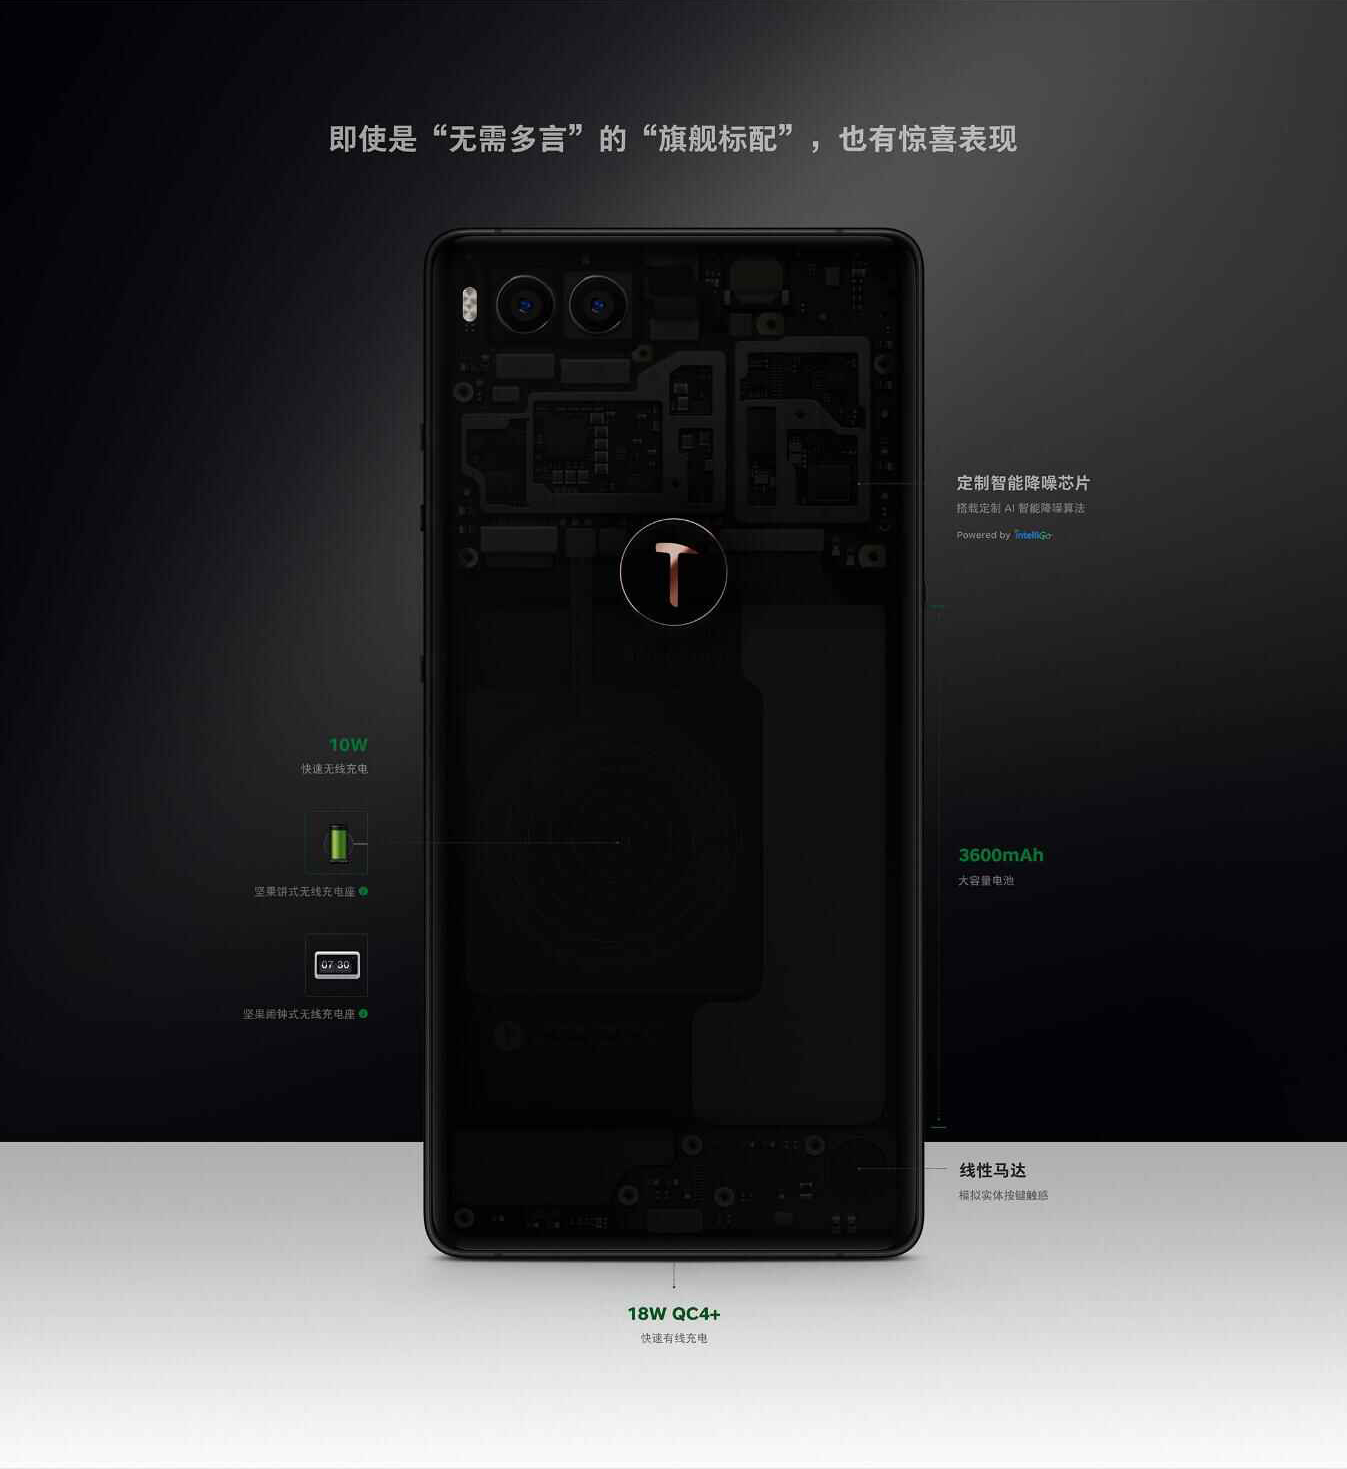 即使是“无需多言”的“旗舰标配”，也有惊喜表现
T
定制智能降噪芯片
搭载定制 AI 智能降噪算法
Powered by intelliGo
10W
快速无线充电
坚果饼式无线充电座
07 30
坚果闹钟式无线充电座
3600mAh
大容量电池
线性马达
模拟实体按键触感
18W QC4+
快速有线充电